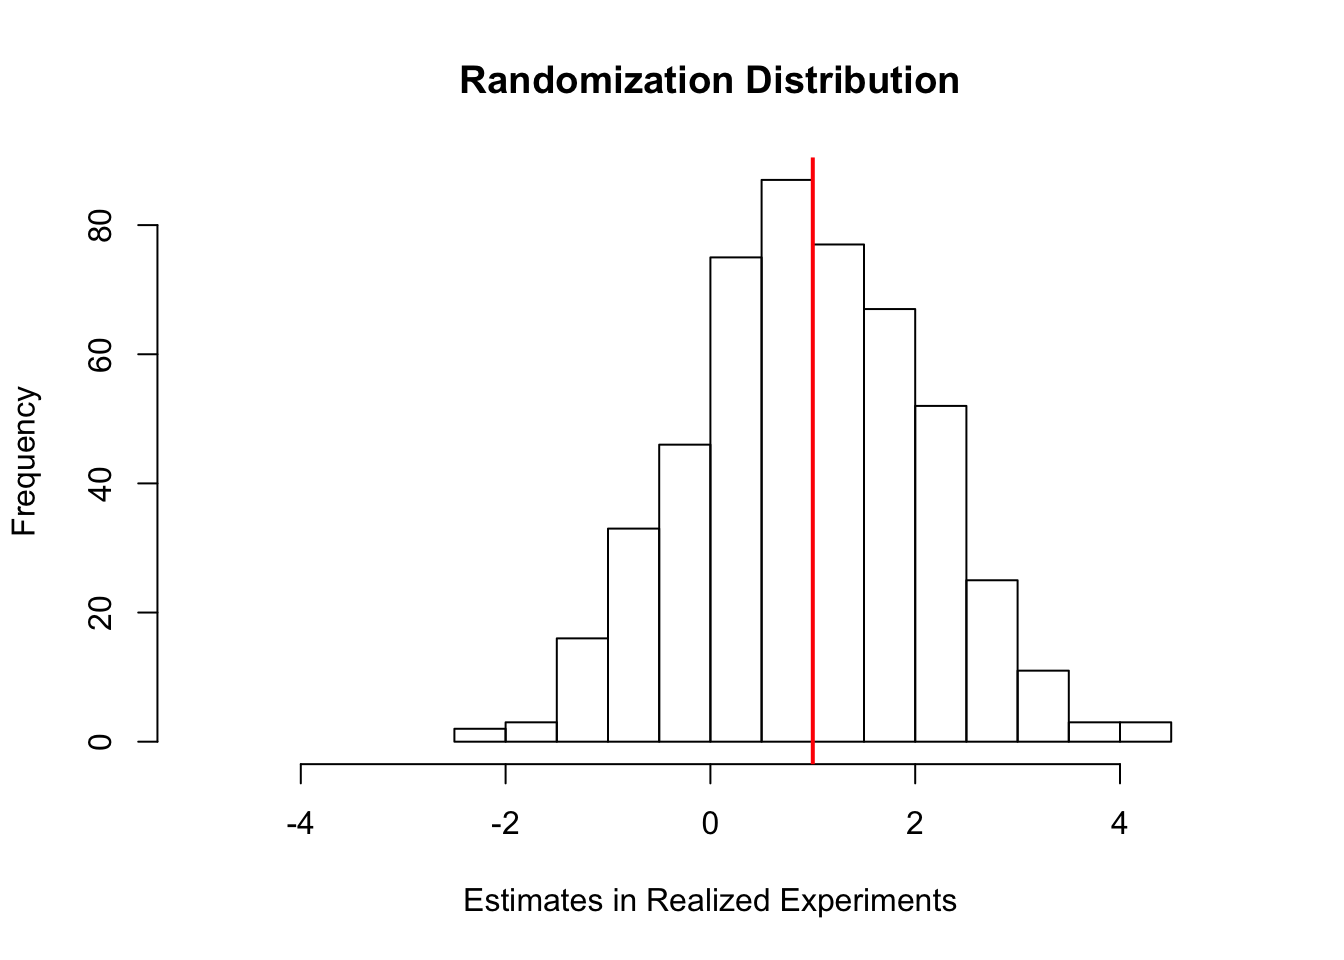 Randomization Distribution
Frequency
80
60
40
20
0
-4 -2 0 2 4
Estimates in Realized Experiments